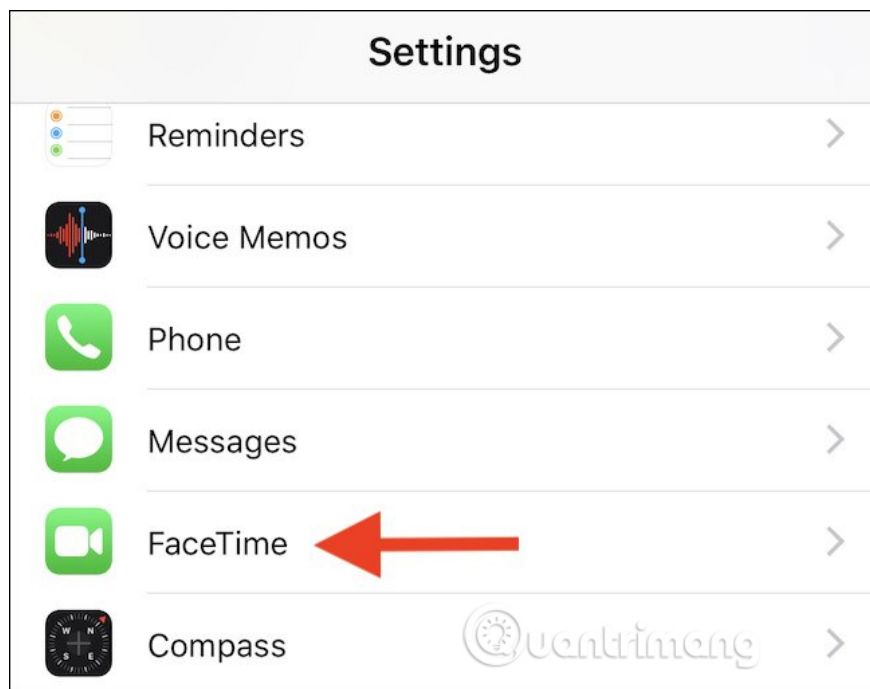 Settings
Reminders
Voice Memos
Phone
Messages
FaceTime
W N
S E
Compass
Quantrimang